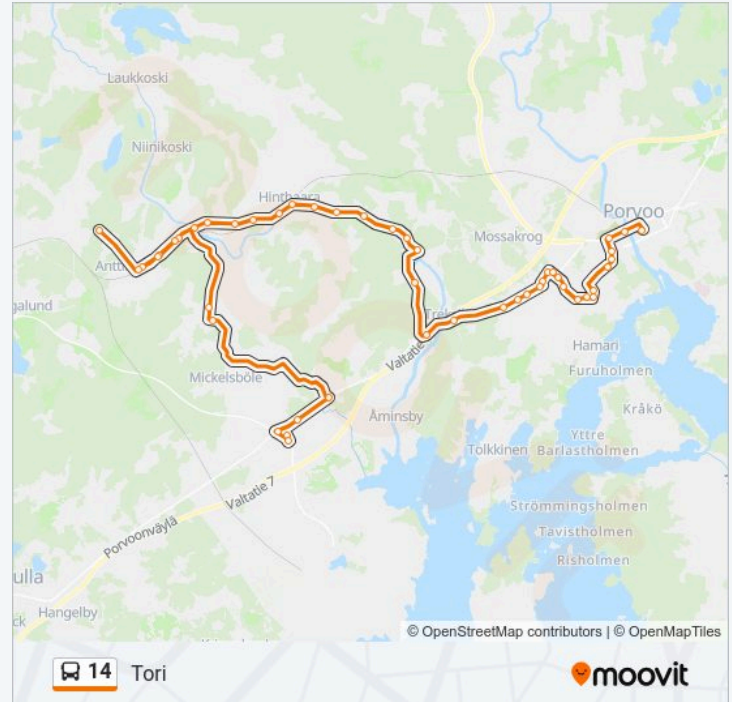 Laukkoski
Niinikoski
Hinthaara
Porvoo
Mossakrog
Antti
galund
Hamari
Furuholmen
Valtatie
Mickelsböle
Kråkö
Åminsby
Yttre
Tolkkinen
Barlastholmen
Valtatie 7
Strömmingsholmen
Porvoonväylä
Tavistholmen
Risholmen
ulla
Hangelby
ck
© OpenStreetMap contributors | © OpenMapTiles
14 Tori
moovit